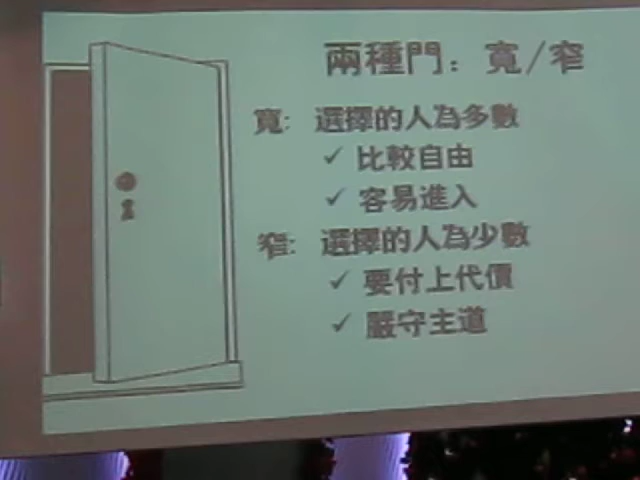 兩種門：寬/窄
寬：選擇的人為多數
✓ 比較自由
✓ 容易進入
窄：選擇的人為少數
✓ 要付上代價
✓ 嚴守主道